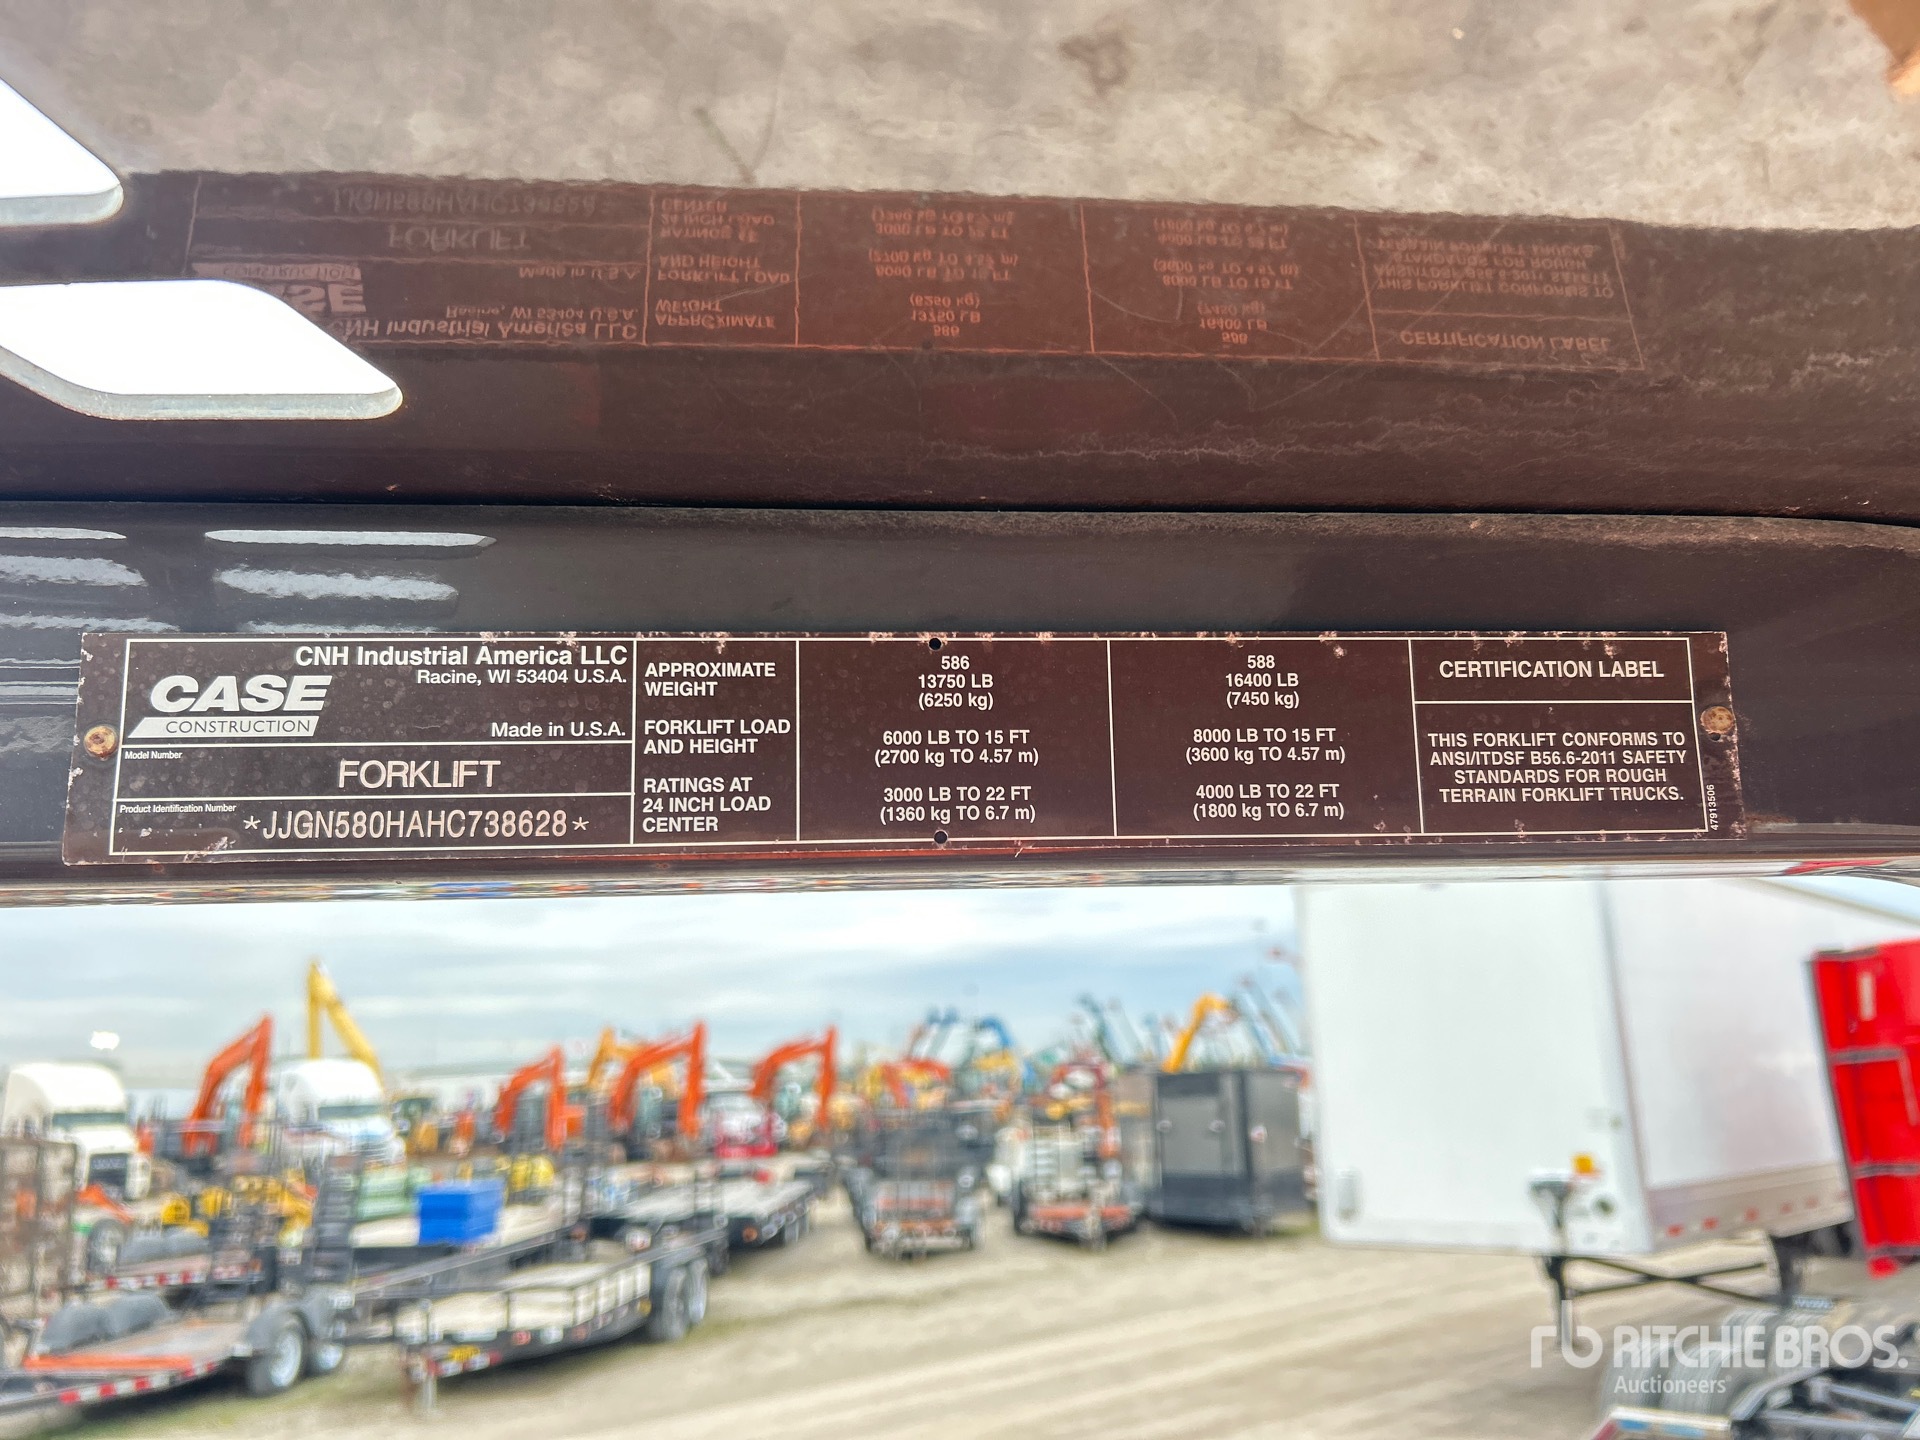 CNH Industrial America LLC
Racine, WI 53404 U.S.A.
CASE
CONSTRUCTION
Made in U.S.A.
Model Number
FORKLIFT
Product Identification Number
*JJGN580HAHC738628*
APPROXIMATE
WEIGHT
FORKLIFT LOAD
AND HEIGHT
RATINGS AT
24 INCH LOAD
CENTER
586
13750 LB
(6250 kg)
6000 LB TO 15 FT
(2700 kg TO 4.57 m)
3000 LB TO 22 FT
(1360 kg TO 6.7 m)
588
16400 LB
(7450 kg)
8000 LB TO 15 FT
(3600 kg TO 4.57 m)
4000 LB TO 22 FT
(1800 kg TO 6.7 m)
CERTIFICATION LABEL
THIS FORKLIFT CONFORMS TO
ANSI/ITDSF B56.6-2011 SAFETY
STANDARDS FOR ROUGH
TERRAIN FORKLIFT TRUCKS.
47913506
rb RITCHIE BROS.
Auctioneers